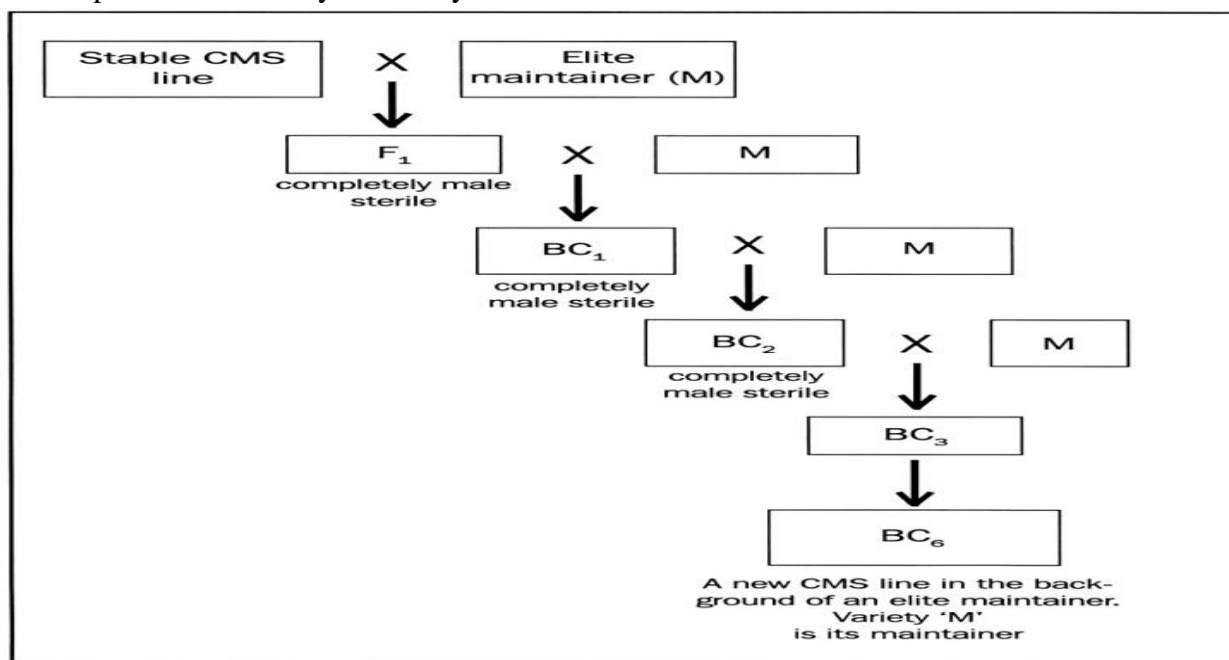 Stable CMS
line
X
Elite
maintainer (M)
F₁
X
M
completely male
sterile
BC₁
X
M
completely
male sterile
BC₂
X
M
completely
male sterile
BC₃
BC₆
A new CMS line in the back-
ground of an elite maintainer.
Variety ‘M’
is its maintainer